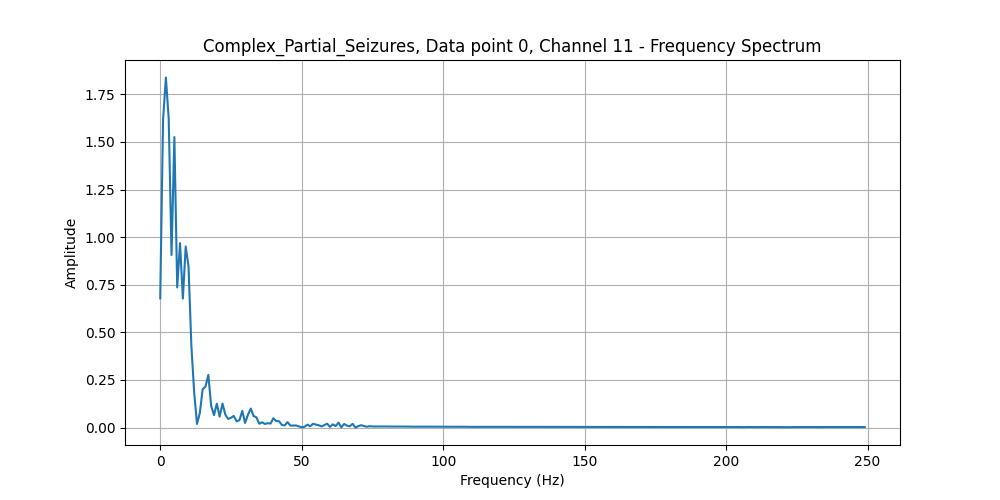 Complex_Partial_Seizures, Data point 0, Channel 11 - Frequency Spectrum
Amplitude
1.75
1.50
1.25
1.00
0.75
0.50
0.25
0.00
0 50 100 150 200 250
Frequency (Hz)